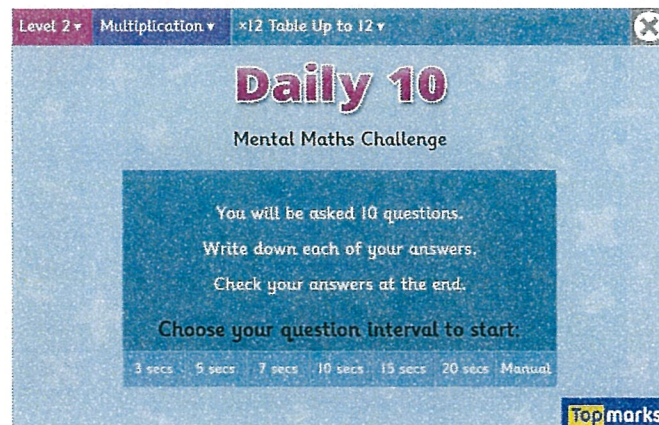 Level 2 ▾ Multiplication ▾ ×12 Table Up to 12 ▾
Daily 10
Mental Maths Challenge
You will be asked 10 questions.
Write down each of your answers.
Check your answers at the end.
Choose your question interval to start:
3 secs 5 secs 7 secs 10 secs 15 secs 20 secs Manual
Topmarks